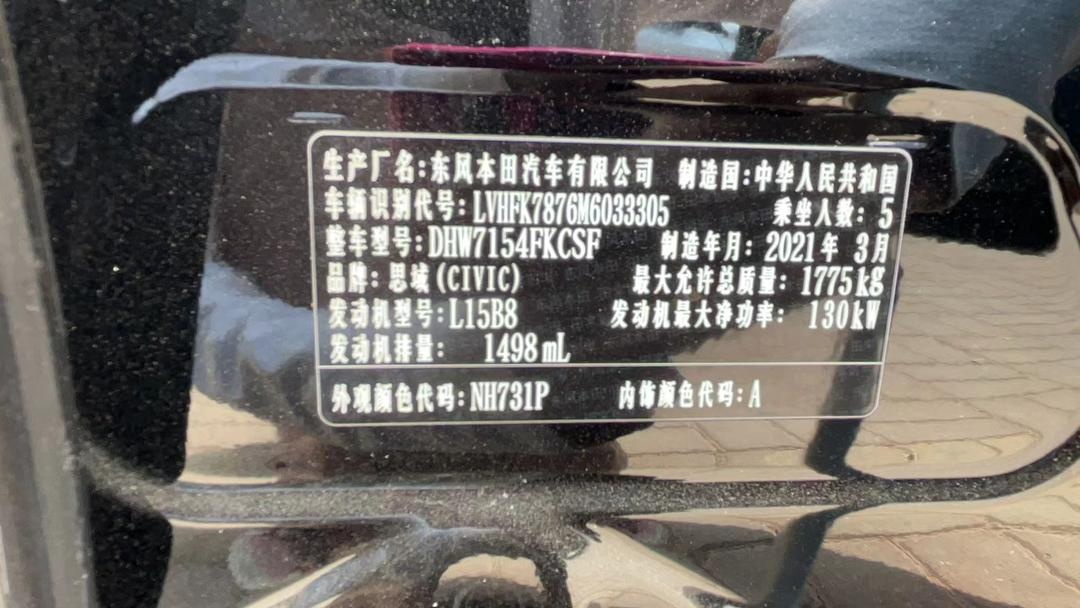 生产厂名:东风本田汽车有限公司 制造国:中华人民共和国
车辆识别代号:LVHFK7876M6033305 乘坐人数:5
整车型号:DHW7154FKCSF 制造年月:2021年 3月
品牌:思域(CIVIC) 最大允许总质量:1775kg
发动机型号:L15B8 发动机最大净功率: 130kW
发动机排量: 1498mL
外观颜色代码:NH731P 内饰颜色代码:A